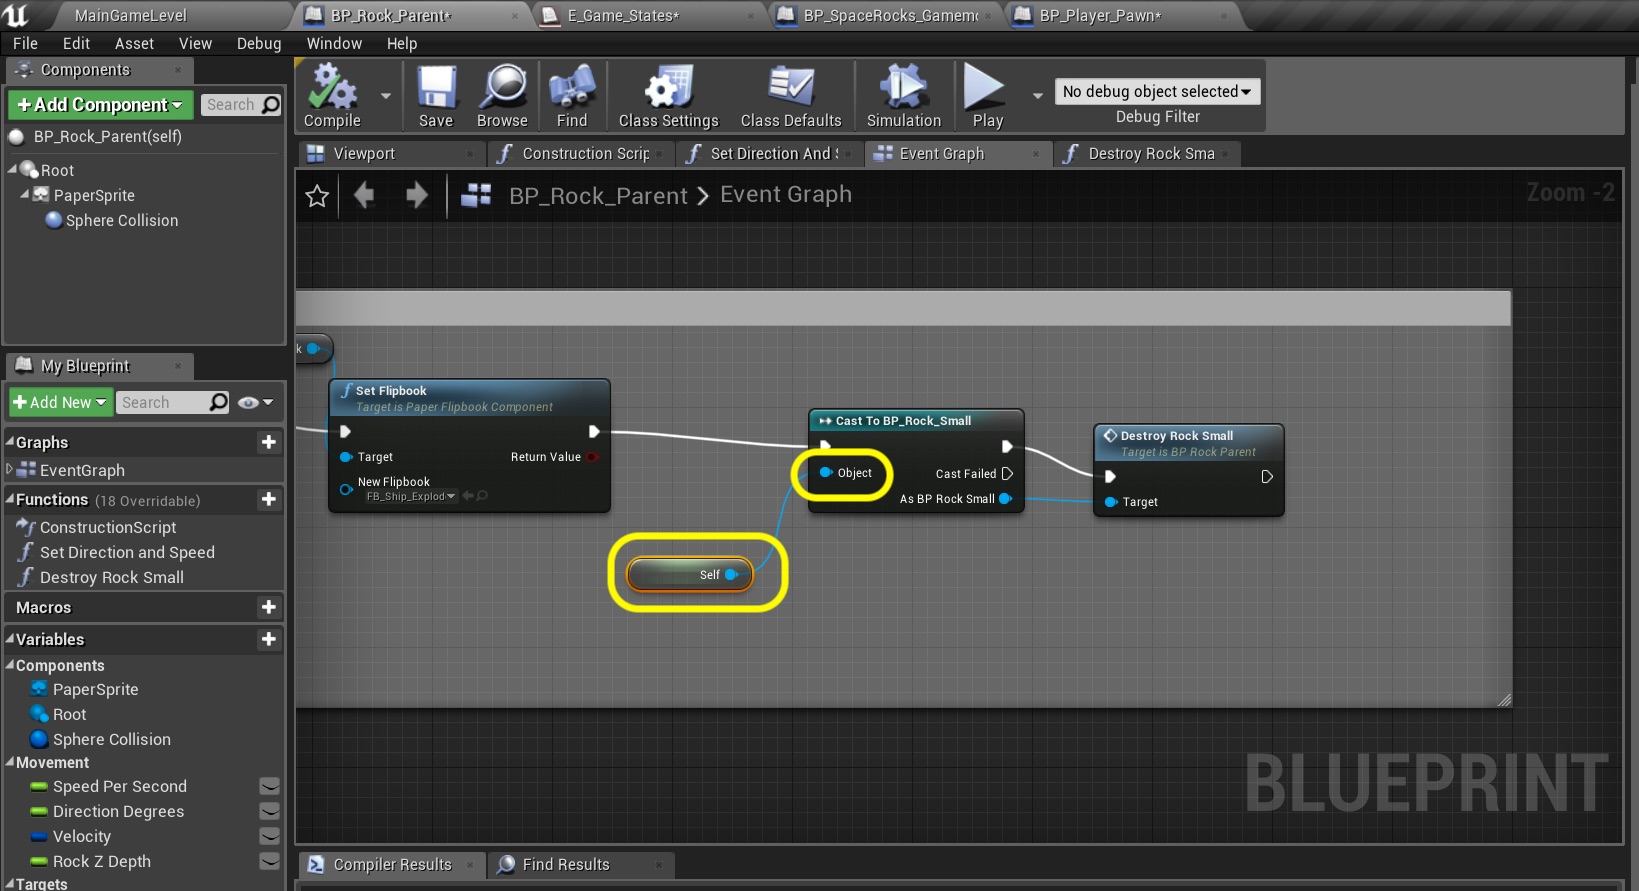 MainGameLevel
BP_Rock_Parent*
E_Game_States*
BP_SpaceRocks_Gamem
BP_Player_Pawn*
File Edit Asset View Debug Window Help
Components
+Add Component
Search
BP_Rock_Parent(self)
Root
PaperSprite
Sphere Collision
Compile
Save
Browse
Find
Class Settings
Class Defaults
Simulation
Play
No debug object selected
Debug Filter
Viewport
Construction Scrip
Set Direction And S
Event Graph
Destroy Rock Sma
BP_Rock_Parent > Event Graph
Zoom -2
k
Set Flipbook
Target is Paper Flipbook Component
Target
Return Value
New Flipbook
FB_Ship_Explod
Cast To BP_Rock_Small
Object
Cast Failed
As BP Rock Small
Destroy Rock Small
Target is BP Rock Parent
Target
Self
BLUEPRINT
My Blueprint
+Add New
Search
Graphs
EventGraph
Functions (18 Overridable)
ConstructionScript
Set Direction and Speed
Destroy Rock Small
Macros
Variables
Components
PaperSprite
Root
Sphere Collision
Movement
Speed Per Second
Direction Degrees
Velocity
Rock Z Depth
Targets
Compiler Results
Find Results